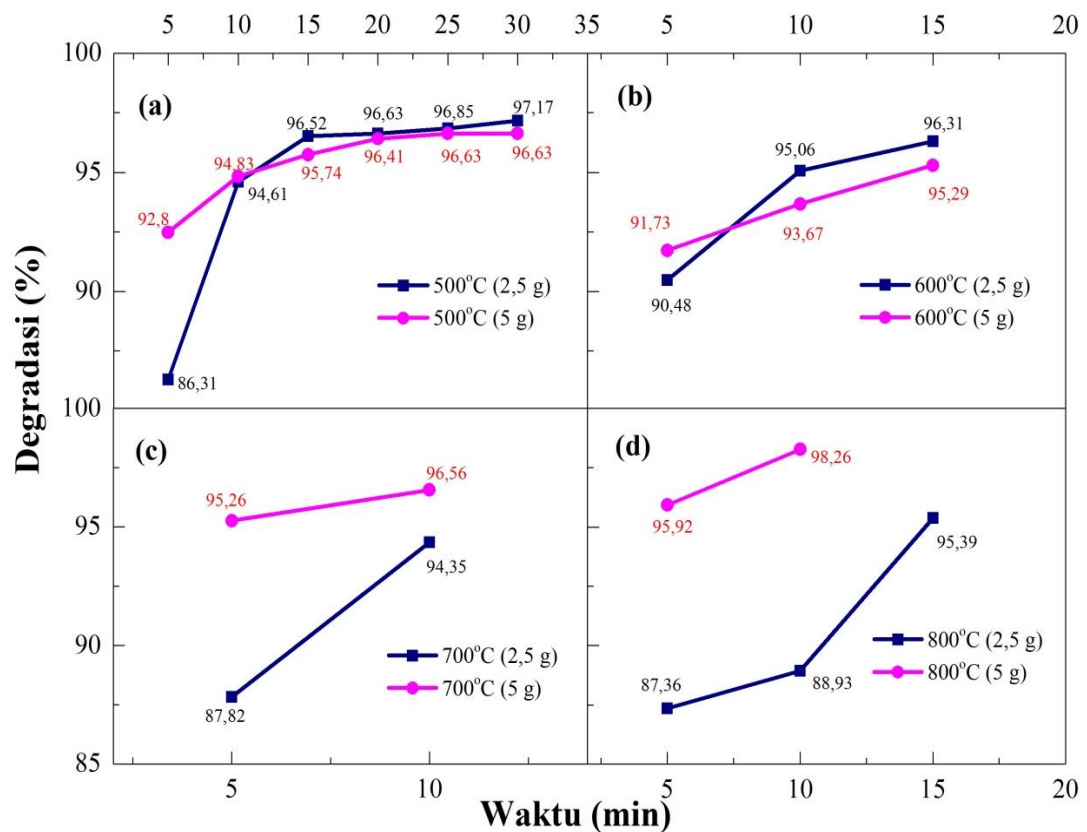 5 10 15 20 25 30 35 5 10 15 20
100
95
90
100
95
90
85
Degradasi (%)
(a)
86,31
94,61
96,52
96,63
96,85
97,17
92,8
94,83
95,74
96,41
96,63
96,63
500°C (2,5 g)
500°C (5 g)
(b)
90,48
95,06
96,31
91,73
93,67
95,29
600°C (2,5 g)
600°C (5 g)
(c)
95,26
96,56
87,82
94,35
700°C (2,5 g)
700°C (5 g)
(d)
95,92
98,26
87,36
88,93
95,39
800°C (2,5 g)
800°C (5 g)
5 10 5 10 15 20
Waktu (min)